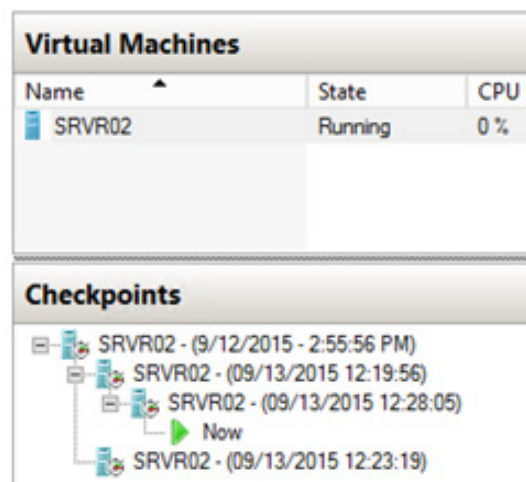 Virtual Machines
Name State CPU
SRVR02 Running 0 %
Checkpoints
SRVR02 - (9/12/2015 - 2:55:56 PM)
SRVR02 - (09/13/2015 12:19:56)
SRVR02 - (09/13/2015 12:28:05)
Now
SRVR02 - (09/13/2015 12:23:19)